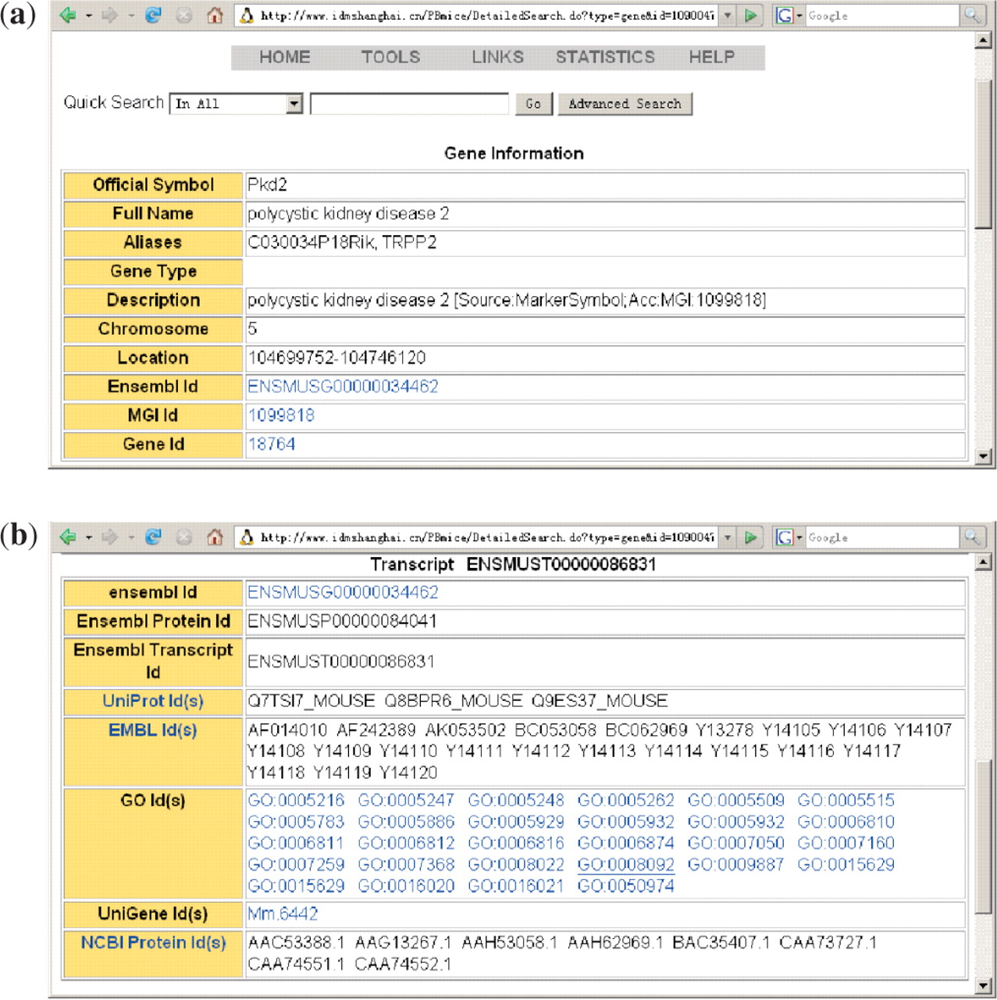 (a)
http://www.idmshanghai.cn/PBmice/DetailedSearch.do?type=gene&id=109004 Google
HOME TOOLS LINKS STATISTICS HELP
Quick Search In All Go Advanced Search
Gene Information
Official Symbol Pkd2
Full Name polycystic kidney disease 2
Aliases C030034P18Rik, TRPP2
Gene Type
Description polycystic kidney disease 2 [Source:MarkerSymbol;Acc:MGI:1099818]
Chromosome 5
Location 104699752-104746120
Ensembl Id ENSMUSG00000034462
MGI Id 1099818
Gene Id 18764
(b)
http://www.idmshanghai.cn/PBmice/DetailedSearch.do?type=gene&id=109004 Google
Transcript ENSMUST00000086831
ensembl Id ENSMUSG00000034462
Ensembl Protein Id ENSMUSP00000084041
Ensembl Transcript
Id ENSMUST00000086831
UniProt Id(s) Q7TSI7_MOUSE Q8BPR6_MOUSE Q9ES37_MOUSE
EMBL Id(s) AF014010 AF242389 AK053502 BC053058 BC062969 Y13278 Y14105 Y14106 Y14107
Y14108 Y14109 Y14110 Y14111 Y14112 Y14113 Y14114 Y14115 Y14116 Y14117
Y14118 Y14119 Y14120
GO Id(s) GO:0005216 GO:0005247 GO:0005248 GO:0005262 GO:0005509 GO:0005515
GO:0005783 GO:0005886 GO:0005929 GO:0005932 GO:0005932 GO:0006810
GO:0006811 GO:0006812 GO:0006816 GO:0006874 GO:0007050 GO:0007160
GO:0007259 GO:0007368 GO:0008022 GO:0008092 GO:0009887 GO:0015629
GO:0015629 GO:0016020 GO:0016021 GO:0050974
UniGene Id(s) Mm.6442
NCBI Protein Id(s) AAC53388.1 AAG13267.1 AAH53058.1 AAH62969.1 BAC35407.1 CAA73727.1
CAA74551.1 CAA74552.1